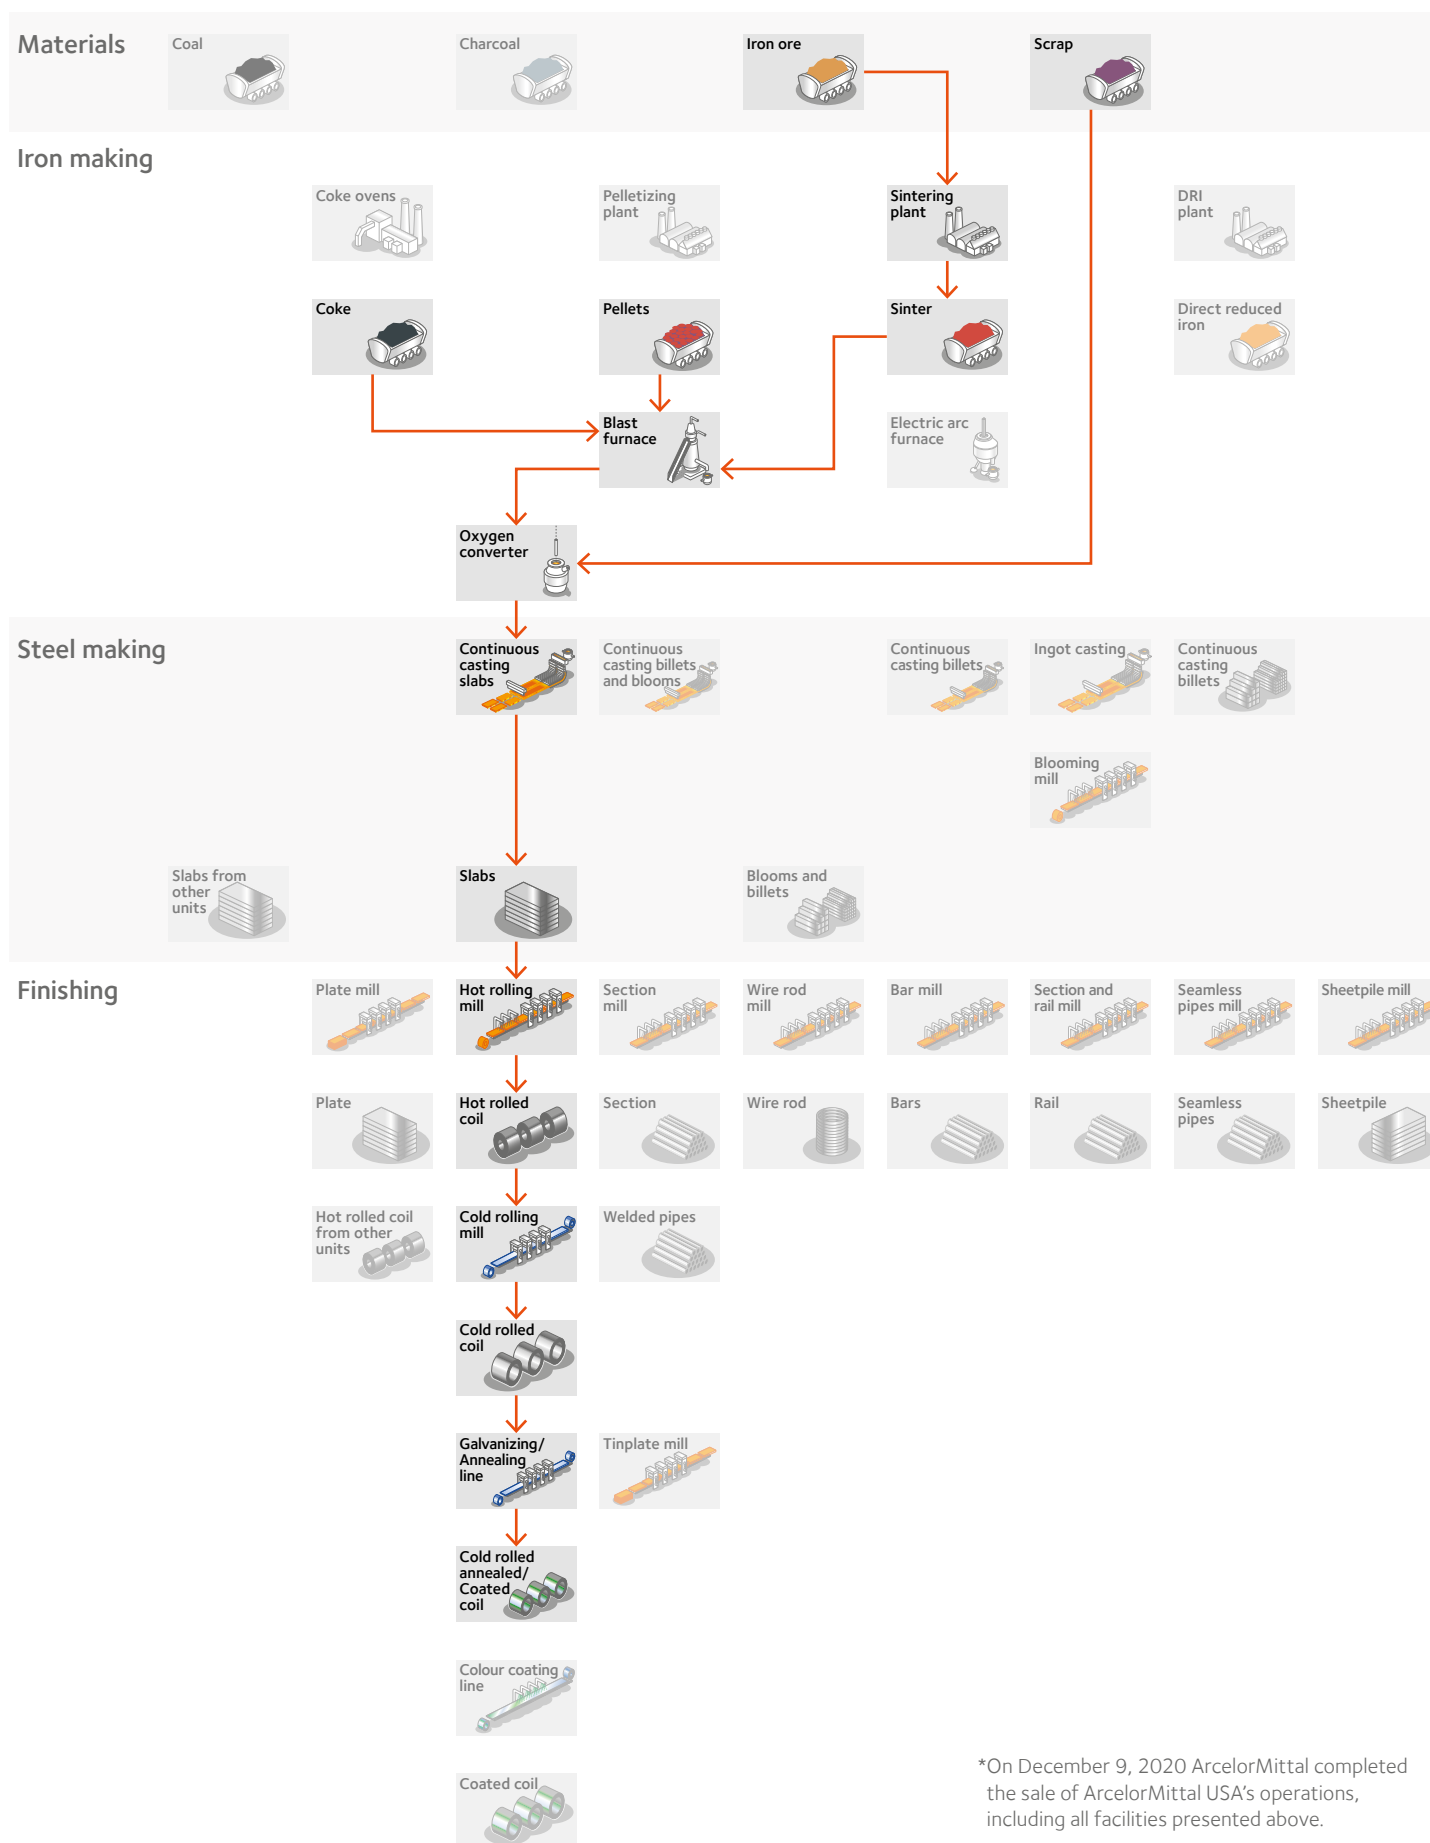 Materials
Coal
Charcoal
Iron ore
Scrap
Iron making
Coke ovens
Pelletizing
plant
Sintering
plant
DRI
plant
Coke
Pellets
Sinter
Direct reduced
iron
Blast
furnace
Electric arc
furnace
Oxygen
converter
Steel making
Continuous
casting
slabs
Continuous
casting billets
and blooms
Continuous
casting billets
Ingot casting
Continuous
casting
billets
Blooming
mill
Slabs from
other
units
Slabs
Blooms and
billets
Finishing
Plate mill
Hot rolling
mill
Section
mill
Wire rod
mill
Bar mill
Section and
rail mill
Seamless
pipes mill
Sheetpile mill
Plate
Hot rolled
coil
Section
Wire rod
Bars
Rail
Seamless
pipes
Sheetpile
Hot rolled coil
from other
units
Cold rolling
mill
Welded pipes
Cold rolled
coil
Galvanizing/
Annealing
line
Tinplate mill
Cold rolled
annealed/
Coated
coil
Colour coating
line
Coated coil
*On December 9, 2020 ArcelorMittal completed
the sale of ArcelorMittal USA's operations,
including all facilities presented above.